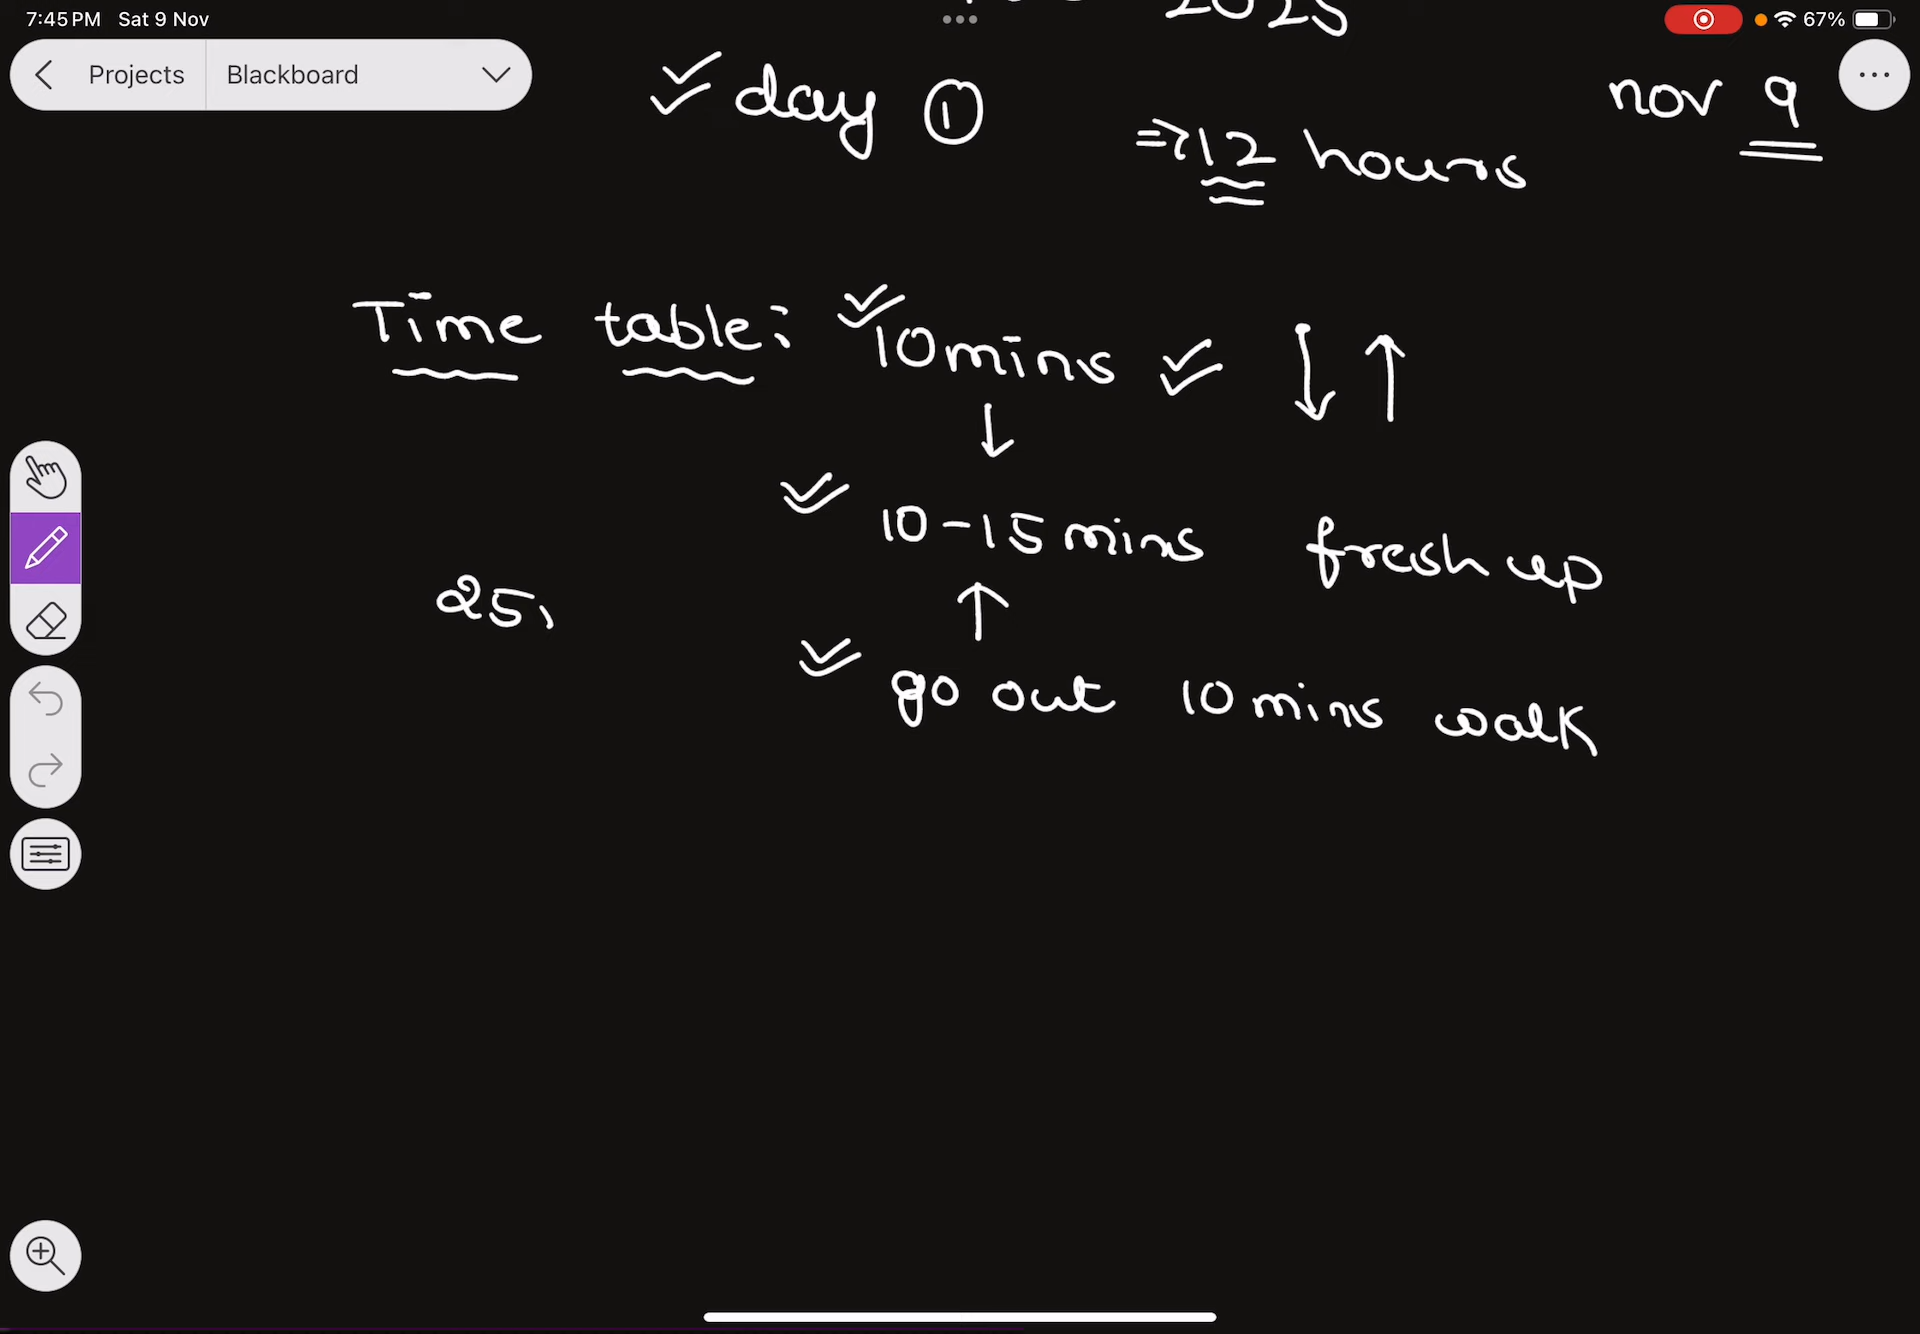 7:45 PM Sat 9 Nov
67%
Projects Blackboard
2025
day ① nov 9
⇒ 12 hours
Time table: 10mins ↓ ↑
↓
10-15 mins fresh up
25,
↑
go out 10 mins walk